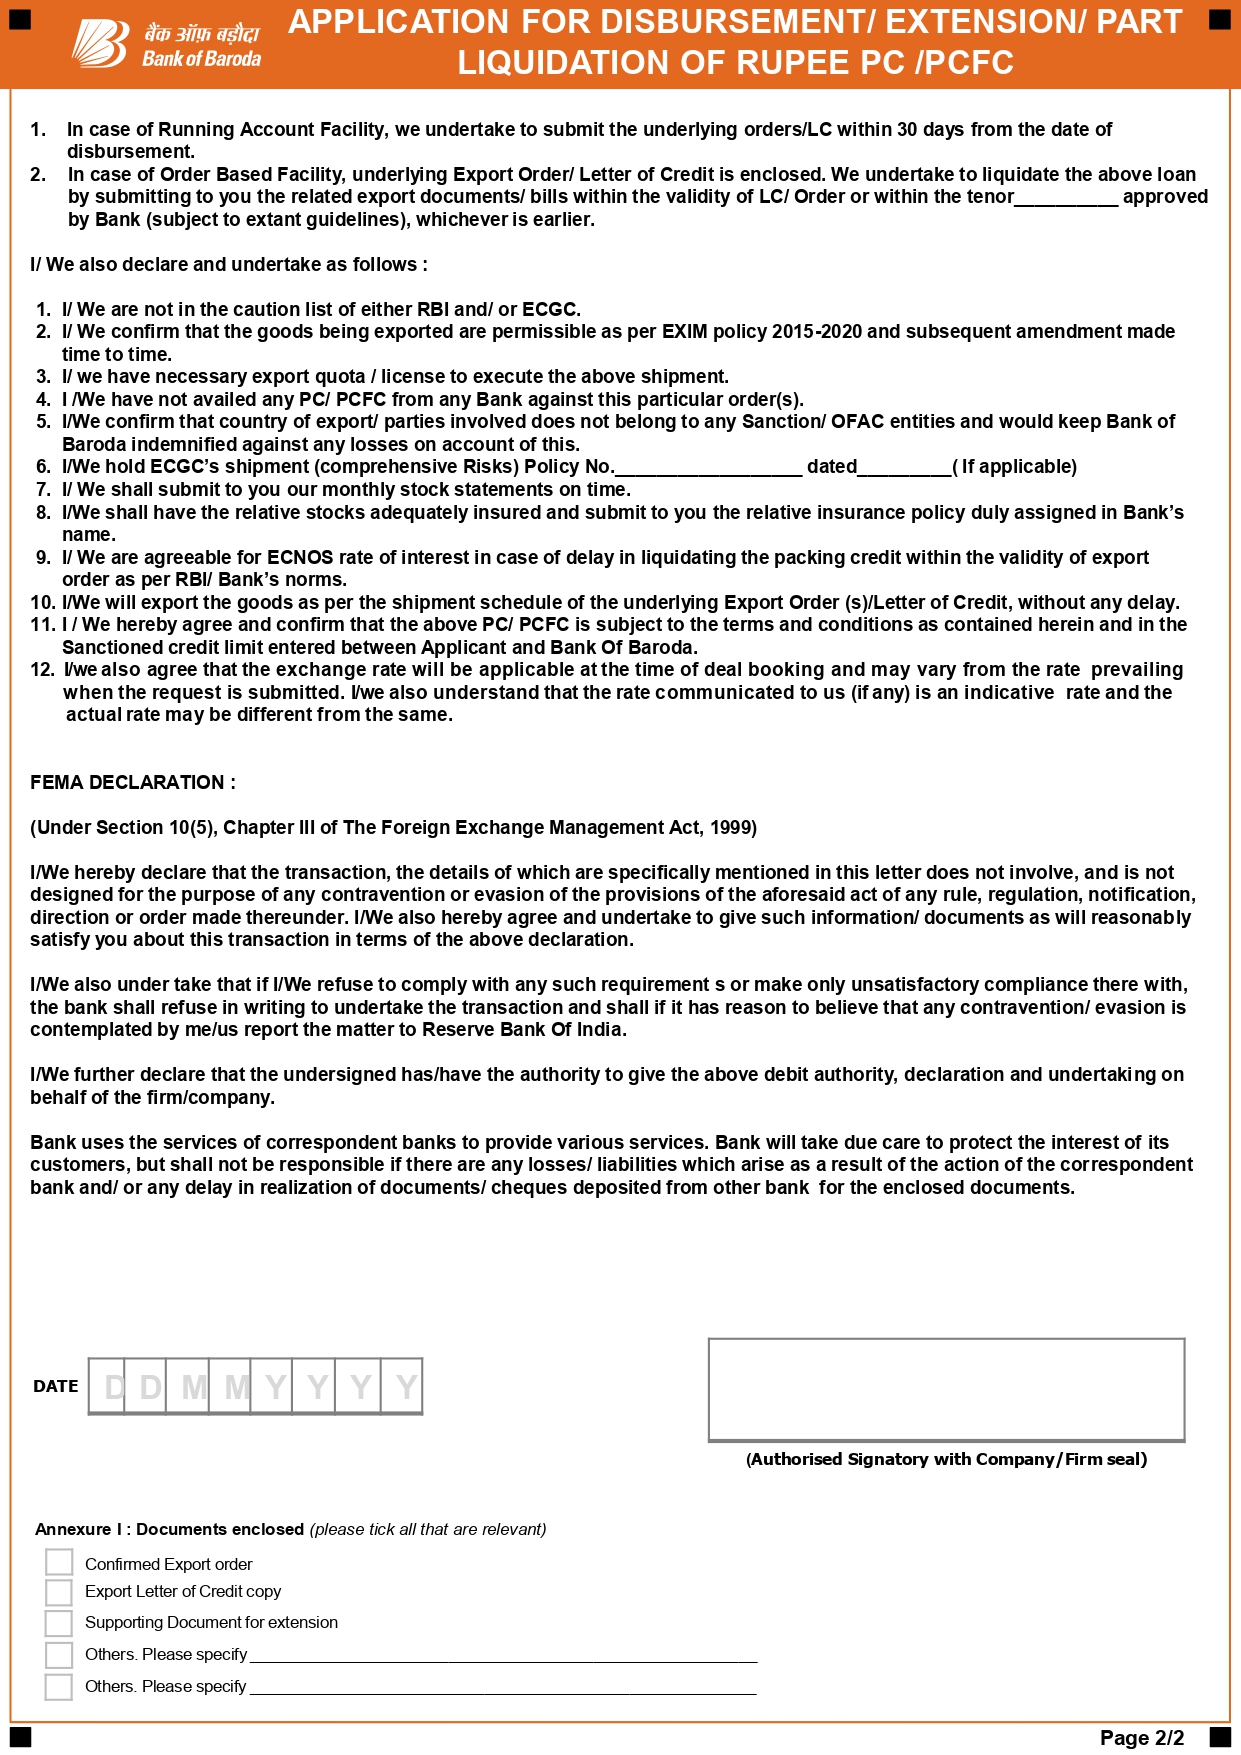 बैंक ऑफ़ बड़ौदा
Bank of Baroda
APPLICATION FOR DISBURSEMENT/ EXTENSION/ PART
LIQUIDATION OF RUPEE PC /PCFC
1. In case of Running Account Facility, we undertake to submit the underlying orders/LC within 30 days from the date of
disbursement.
2. In case of Order Based Facility, underlying Export Order/ Letter of Credit is enclosed. We undertake to liquidate the above loan
by submitting to you the related export documents/ bills within the validity of LC/ Order or within the tenor__________ approved
by Bank (subject to extant guidelines), whichever is earlier.
I/ We also declare and undertake as follows :
1. I/ We are not in the caution list of either RBI and/ or ECGC.
2. I/ We confirm that the goods being exported are permissible as per EXIM policy 2015-2020 and subsequent amendment made
time to time.
3. I/ we have necessary export quota / license to execute the above shipment.
4. I /We have not availed any PC/ PCFC from any Bank against this particular order(s).
5. I/We confirm that country of export/ parties involved does not belong to any Sanction/ OFAC entities and would keep Bank of
Baroda indemnified against any losses on account of this.
6. I/We hold ECGC’s shipment (comprehensive Risks) Policy No.__________________ dated_________( If applicable)
7. I/ We shall submit to you our monthly stock statements on time.
8. I/We shall have the relative stocks adequately insured and submit to you the relative insurance policy duly assigned in Bank’s
name.
9. I/ We are agreeable for ECNOS rate of interest in case of delay in liquidating the packing credit within the validity of export
order as per RBI/ Bank’s norms.
10. I/We will export the goods as per the shipment schedule of the underlying Export Order (s)/Letter of Credit, without any delay.
11. I / We hereby agree and confirm that the above PC/ PCFC is subject to the terms and conditions as contained herein and in the
Sanctioned credit limit entered between Applicant and Bank Of Baroda.
12. I/we also agree that the exchange rate will be applicable at the time of deal booking and may vary from the rate prevailing
when the request is submitted. I/we also understand that the rate communicated to us (if any) is an indicative rate and the
actual rate may be different from the same.
FEMA DECLARATION :
(Under Section 10(5), Chapter III of The Foreign Exchange Management Act, 1999)
I/We hereby declare that the transaction, the details of which are specifically mentioned in this letter does not involve, and is not
designed for the purpose of any contravention or evasion of the provisions of the aforesaid act of any rule, regulation, notification,
direction or order made thereunder. I/We also hereby agree and undertake to give such information/ documents as will reasonably
satisfy you about this transaction in terms of the above declaration.
I/We also under take that if I/We refuse to comply with any such requirement s or make only unsatisfactory compliance there with,
the bank shall refuse in writing to undertake the transaction and shall if it has reason to believe that any contravention/ evasion is
contemplated by me/us report the matter to Reserve Bank Of India.
I/We further declare that the undersigned has/have the authority to give the above debit authority, declaration and undertaking on
behalf of the firm/company.
Bank uses the services of correspondent banks to provide various services. Bank will take due care to protect the interest of its
customers, but shall not be responsible if there are any losses/ liabilities which arise as a result of the action of the correspondent
bank and/ or any delay in realization of documents/ cheques deposited from other bank for the enclosed documents.
DATE D D M M Y Y Y Y
(Authorised Signatory with Company/Firm seal)
Annexure I : Documents enclosed (please tick all that are relevant)
Confirmed Export order
Export Letter of Credit copy
Supporting Document for extension
Others. Please specify ____________________________________________________
Others. Please specify ____________________________________________________
Page 2/2